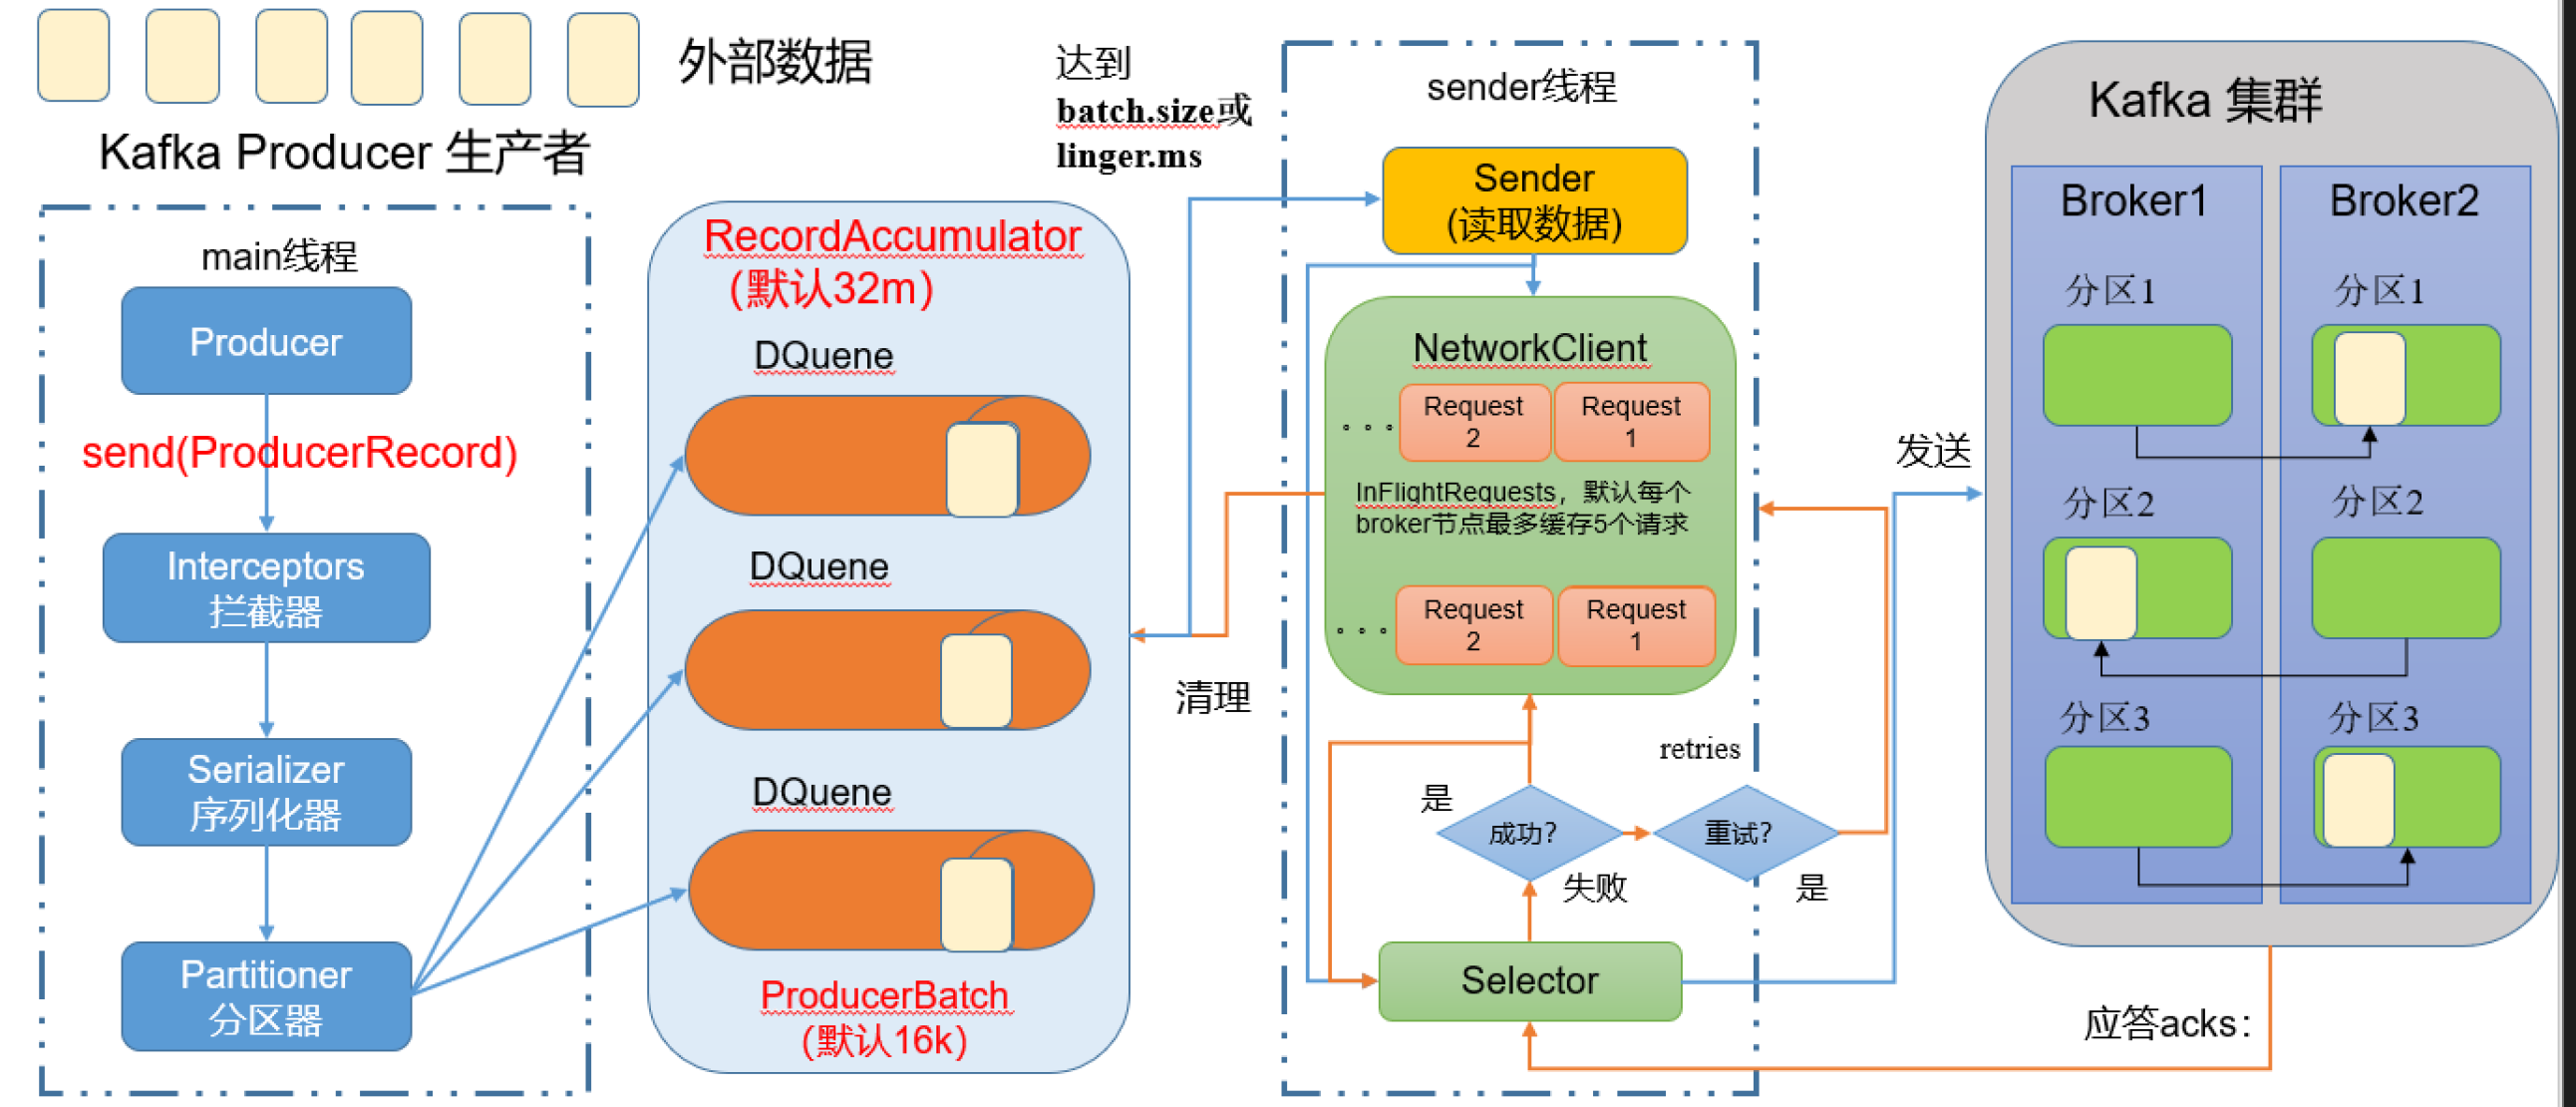 外部数据
Kafka Producer 生产者
main线程
Producer
send(ProducerRecord)
Interceptors
拦截器
Serializer
序列化器
Partitioner
分区器
RecordAccumulator
(默认32m)
DQuene
DQuene
DQuene
ProducerBatch
(默认16k)
达到
batch.size或
linger.ms
清理
sender线程
Sender
(读取数据)
NetworkClient
。。。
Request
2
Request
1
InFlightRequests，默认每个
broker节点最多缓存5个请求
。。。
Request
2
Request
1
retries
是
成功?
重试?
失败
是
Selector
发送
Kafka 集群
Broker1
分区1
分区2
分区3
Broker2
分区1
分区2
分区3
应答acks：